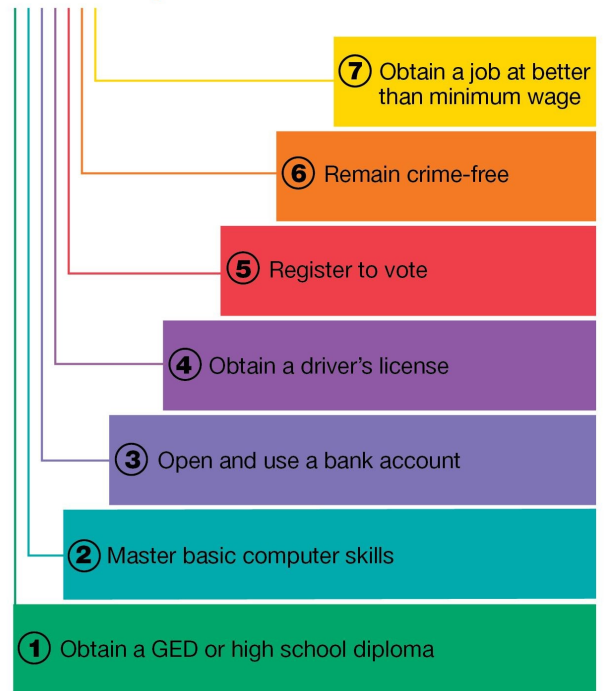 7 Obtain a job at better
than minimum wage
6 Remain crime-free
5 Register to vote
4 Obtain a driver's license
3 Open and use a bank account
2 Master basic computer skills
1 Obtain a GED or high school diploma